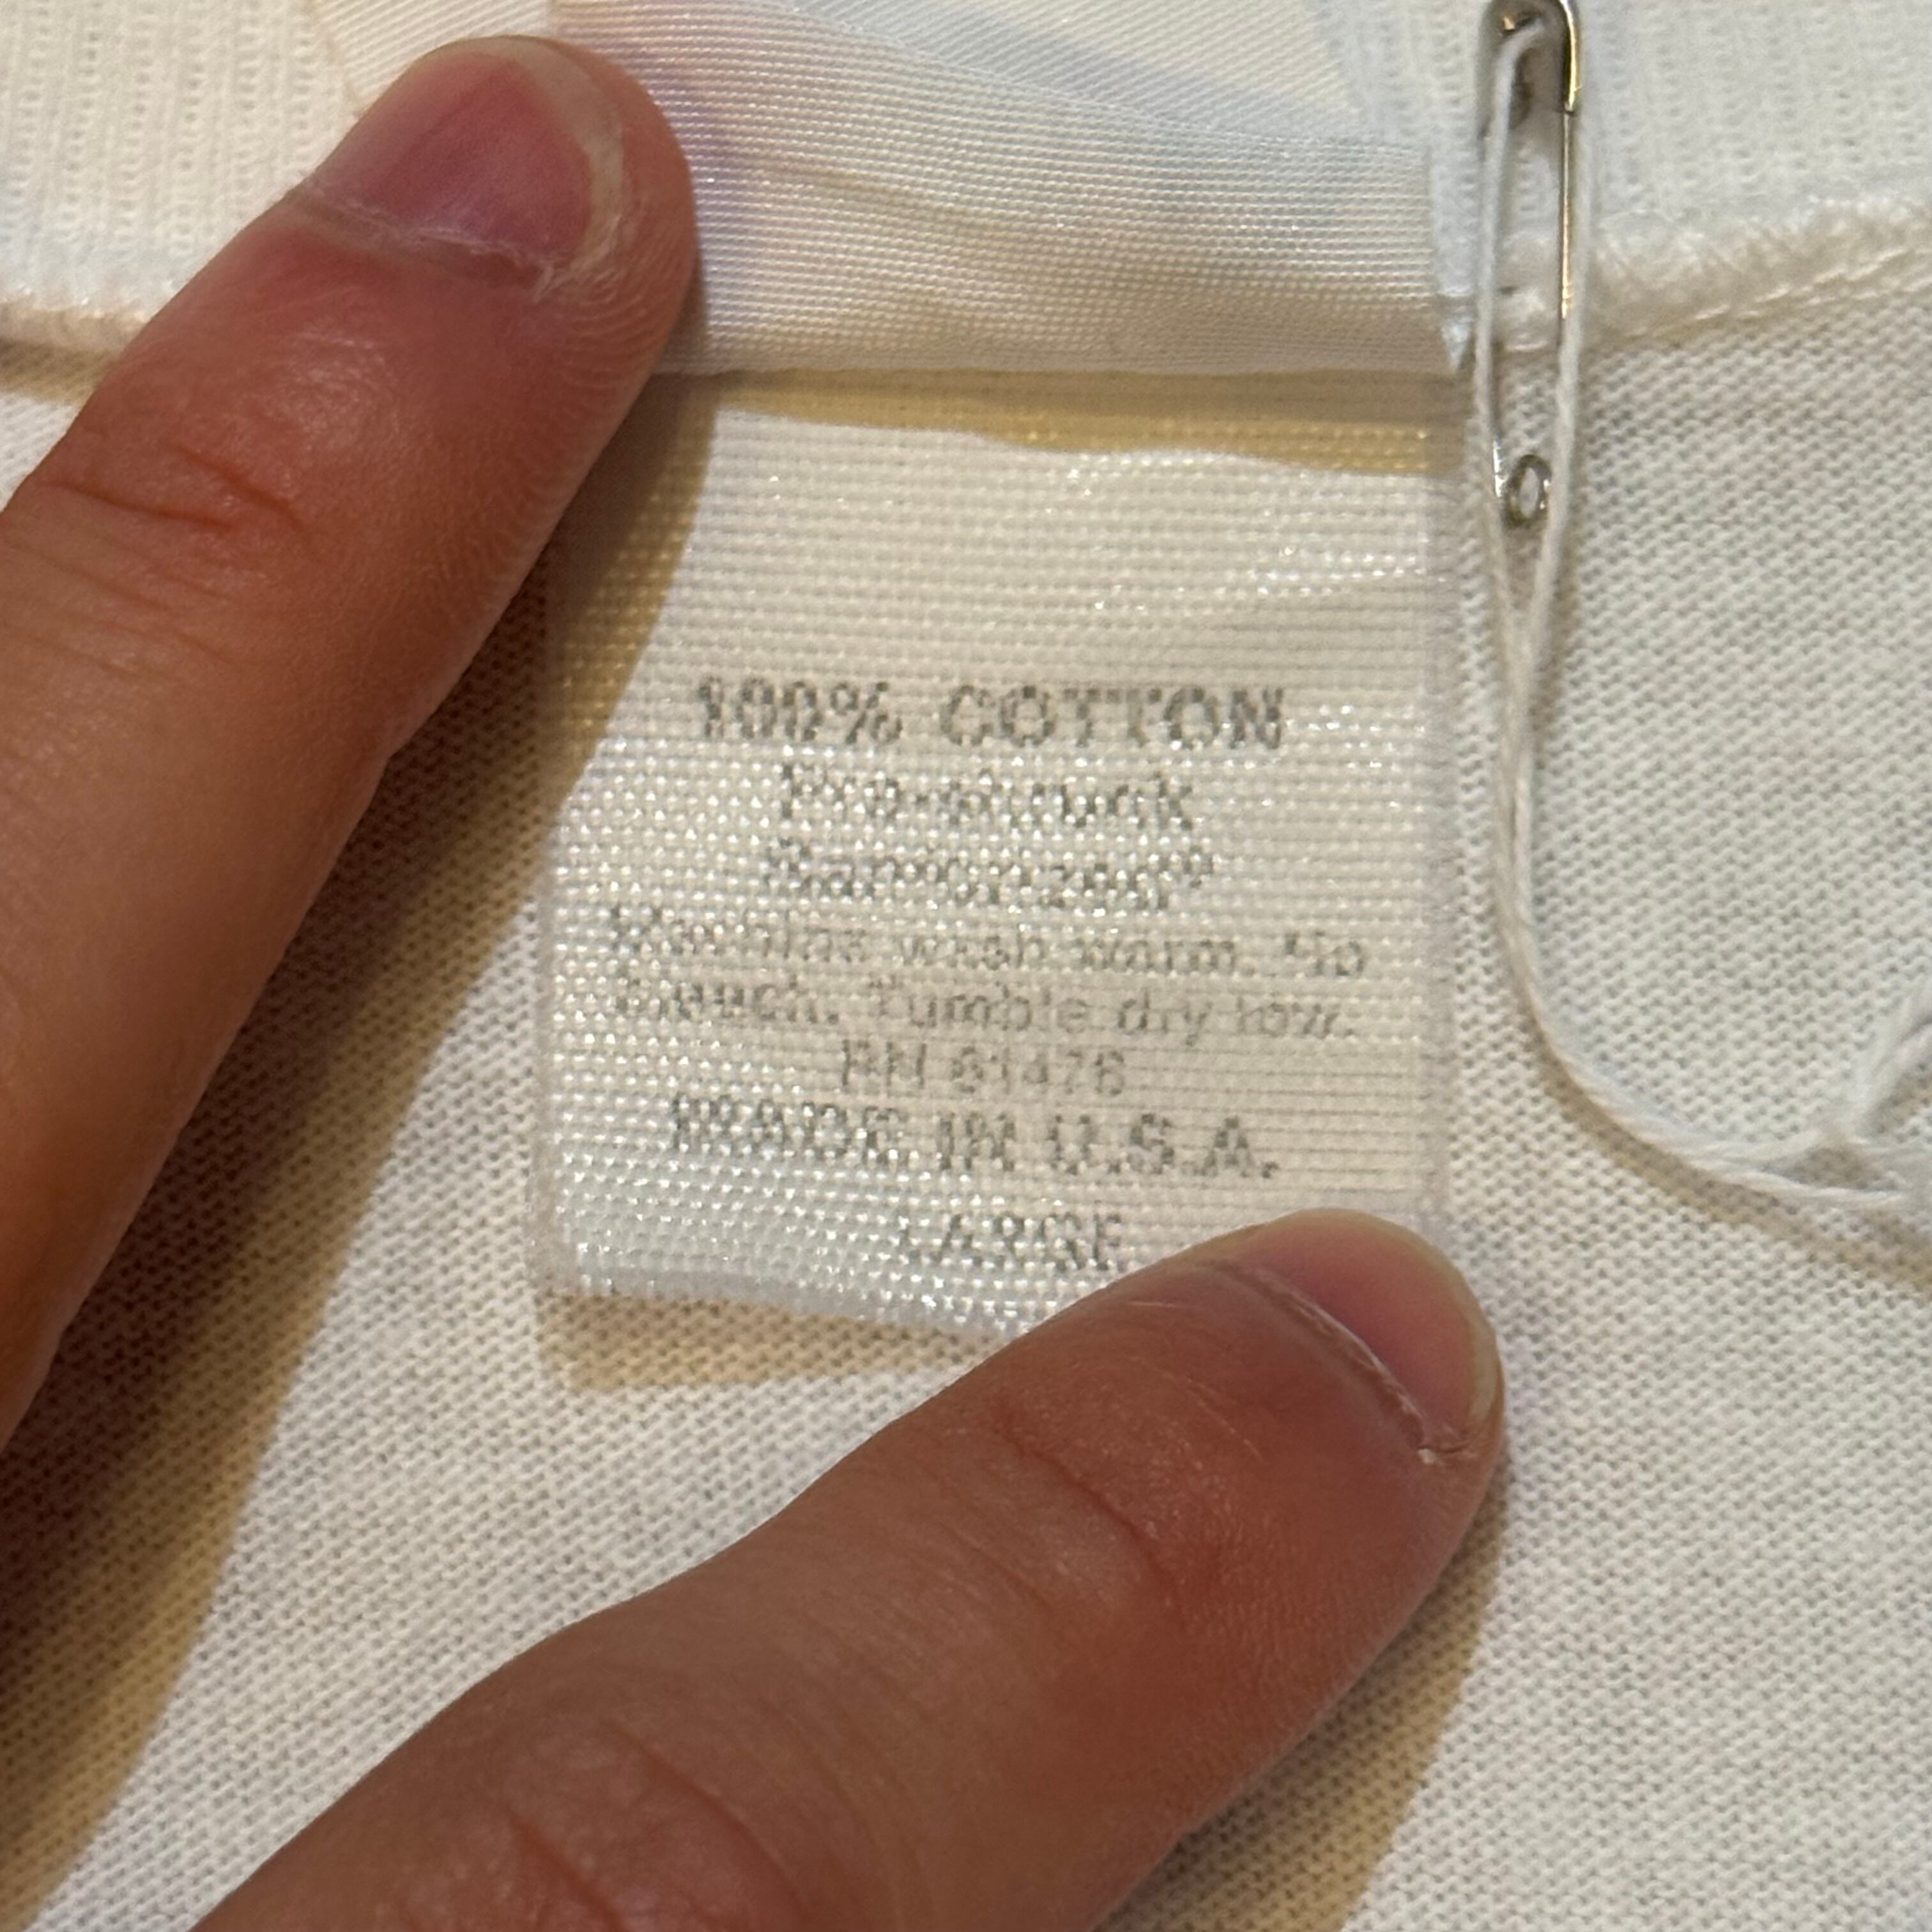 100% COTTON
Pre-shrunk
Sanforized®
Machine wash warm. No
bleach. Tumble dry low.
RN 61476
MADE IN U.S.A.
LARGE